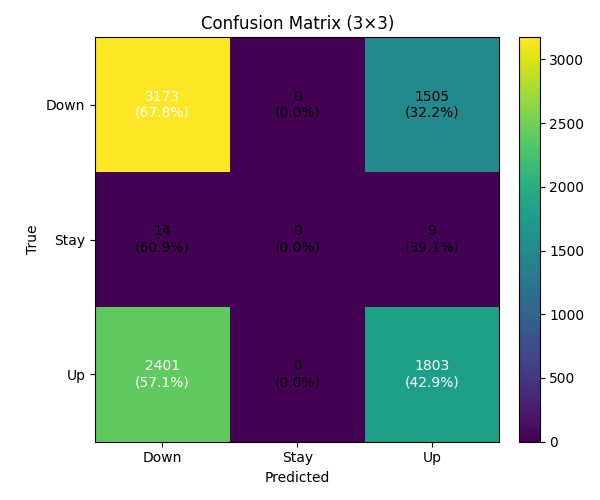 Confusion Matrix (3×3)
3173
(67.8%)
0
(0.0%)
1505
(32.2%)
14
(60.9%)
0
(0.0%)
9
(39.1%)
2401
(57.1%)
0
(0.0%)
1803
(42.9%)
Down
Stay
Up
True
Down
Stay
Up
Predicted
3000
2500
2000
1500
1000
500
0